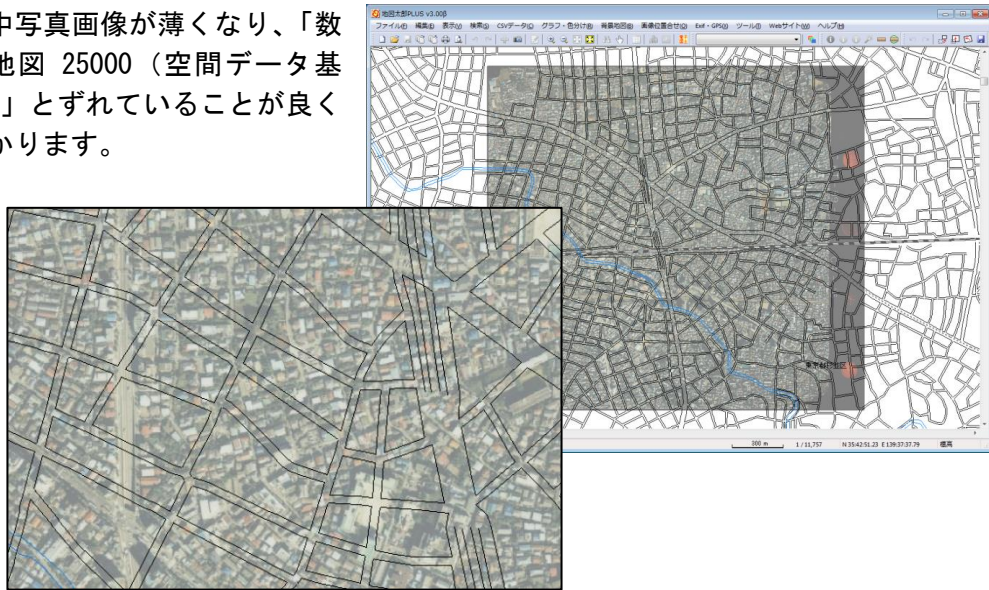 中写真画像が薄くなり、「数
地図 25000（空間データ基
」とずれていることが良く
かります。
地図太郎PLUS v3.00β
ファイル(F) 編集(E) 表示(V) 検索(S) CSVデータ(C) グラフ・色分け(B) 背景地図(B) 画像位置合せ(Q) Exif・GPS(J) ツール(T) Webサイト(W) ヘルプ(H)
300 m 1 / 11,757 N 35:42:51.23 E 139:37:37.79 標高